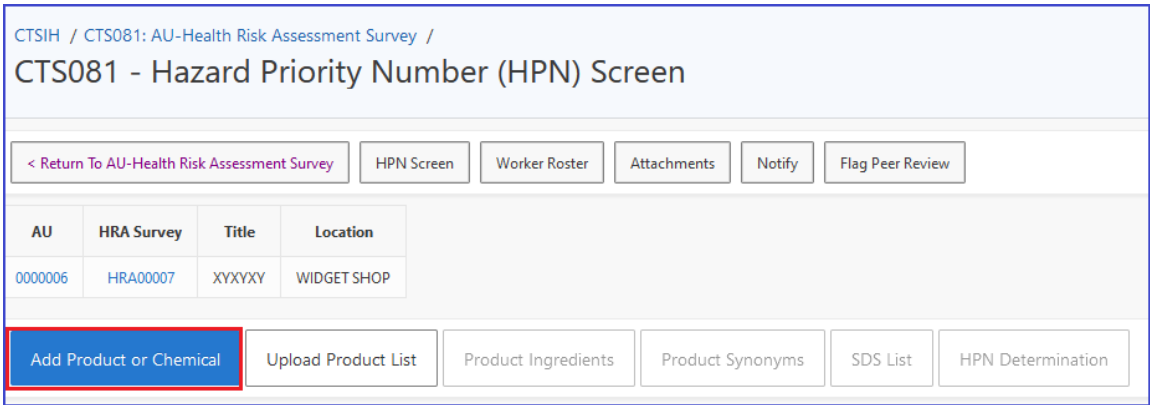 CTSIH / CTS081: AU-Health Risk Assessment Survey /
CTS081 - Hazard Priority Number (HPN) Screen
< Return To AU-Health Risk Assessment Survey HPN Screen Worker Roster Attachments Notify Flag Peer Review
AU HRA Survey Title Location
0000006 HRA00007 XYXYXY WIDGET SHOP
Add Product or Chemical Upload Product List Product Ingredients Product Synonyms SDS List HPN Determination